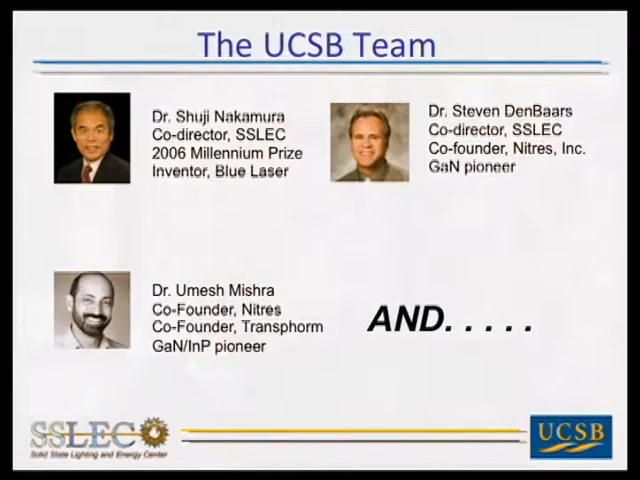 The UCSB Team
Dr. Shuji Nakamura
Co-director, SSLEC
2006 Millennium Prize
Inventor, Blue Laser
Dr. Steven DenBaars
Co-director, SSLEC
Co-founder, Nitres, Inc.
GaN pioneer
Dr. Umesh Mishra
Co-Founder, Nitres
Co-Founder, Transphorm
GaN/InP pioneer
AND. . . . .
SSLEC
Solid State Lighting and Energy Center
UCSB